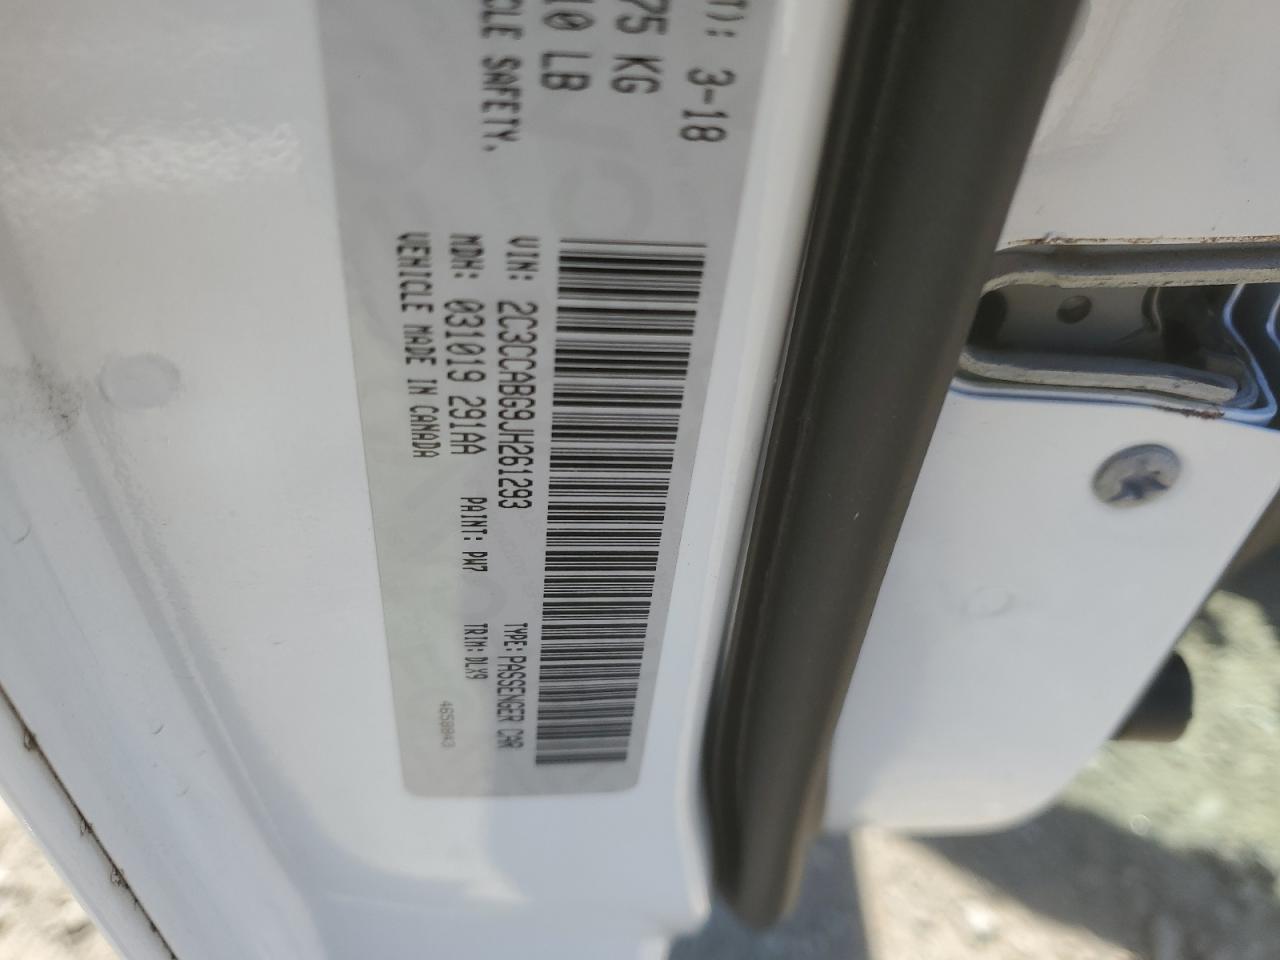 T): 3-18
75 KG
10 LB
CLE SAFETY,
VIN: 2C3CCABG9JH261293 TYPE: PASSENGER CAR
MDH: 031019 291AA PAINT: PW7 TRIM: DLX9
VEHICLE MADE IN CANADA 4658843